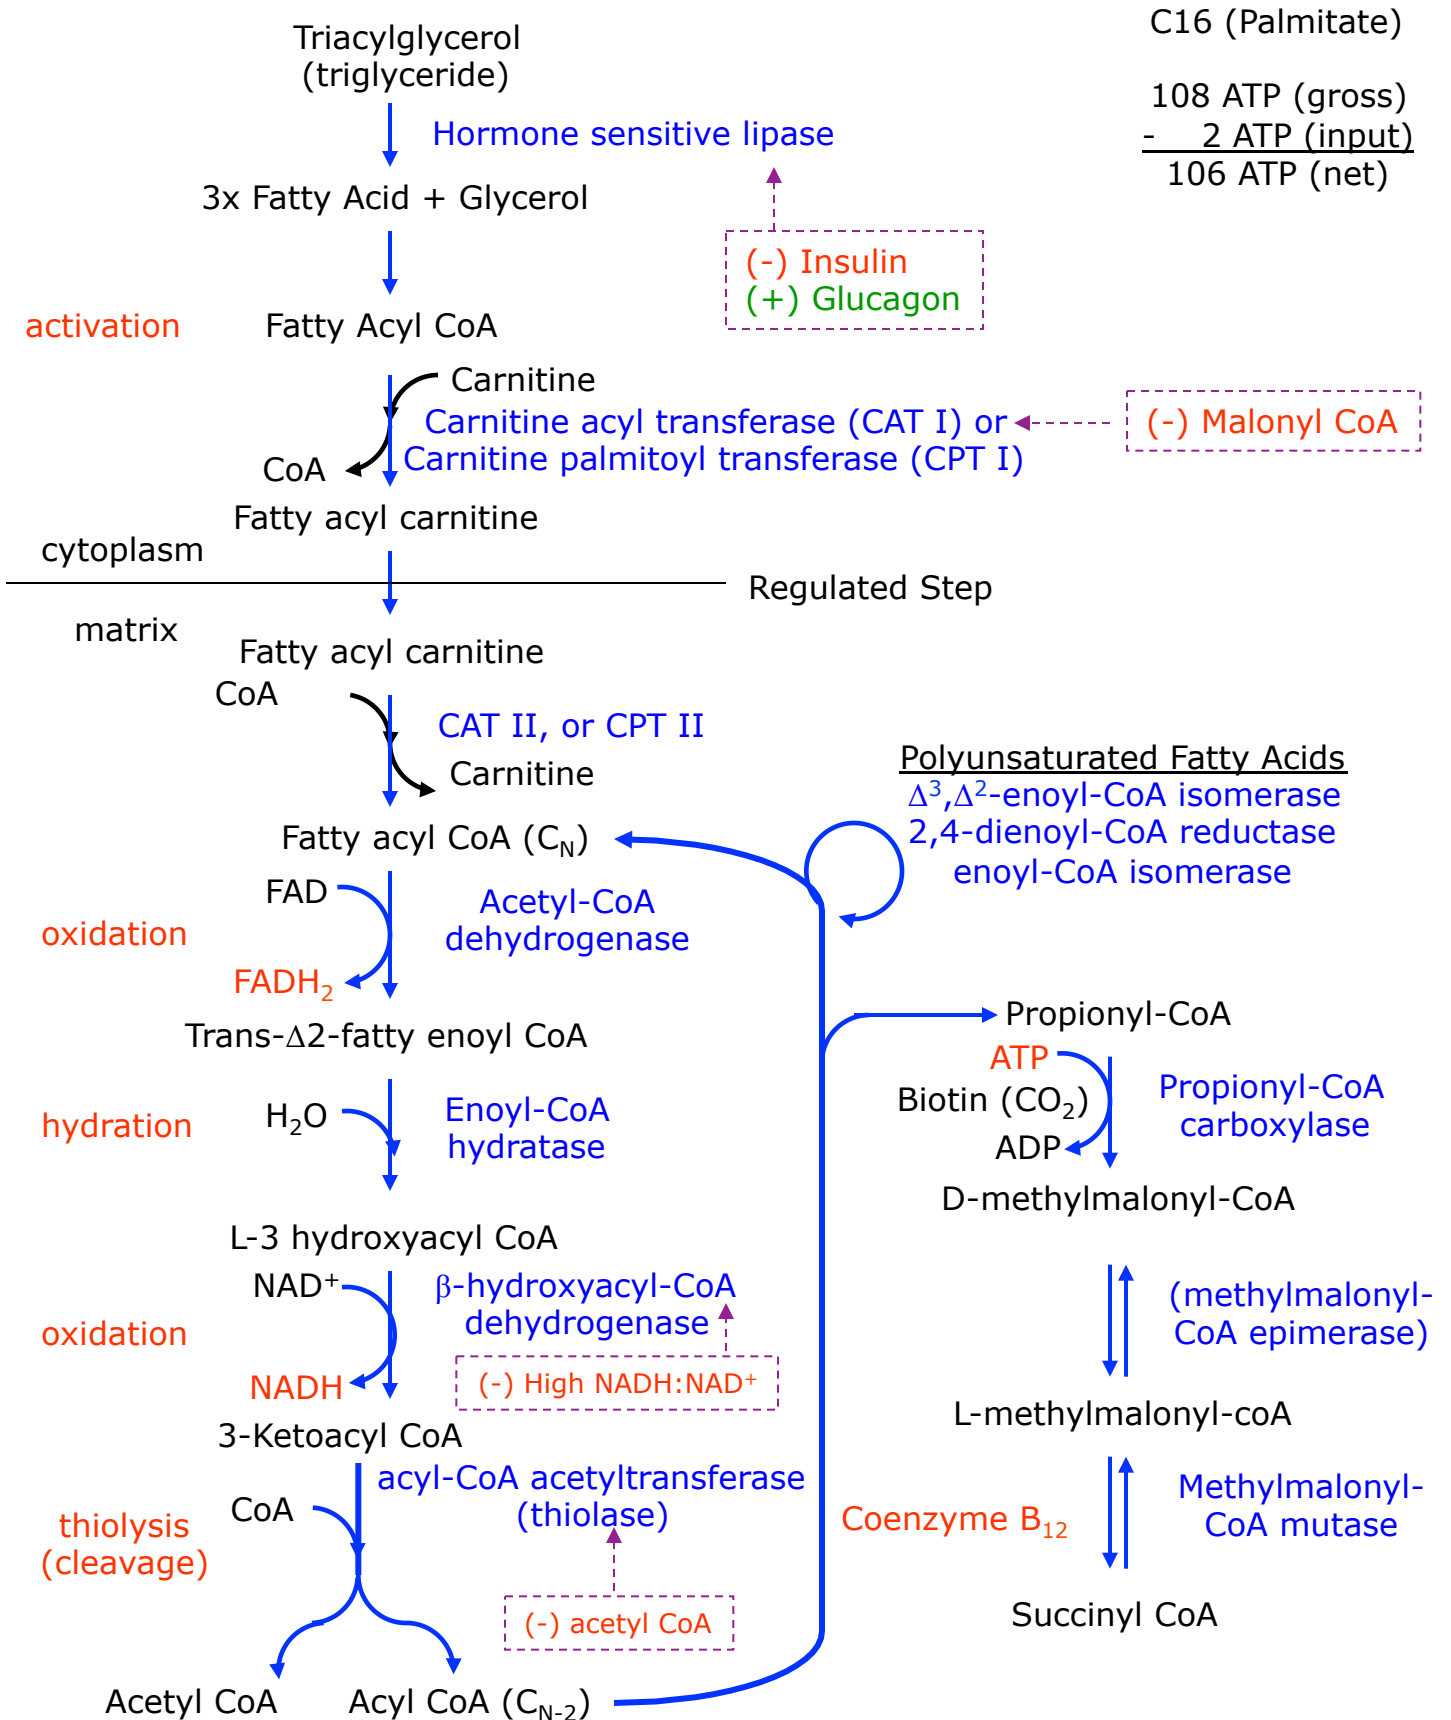 C16 (Palmitate)
Triacylglycerol
(triglyceride)
108 ATP (gross)
- 2 ATP (input)
106 ATP (net)
Hormone sensitive lipase
3x Fatty Acid + Glycerol
(-) Insulin
(+) Glucagon
activation
Fatty Acyl CoA
Carnitine
Carnitine acyl transferase (CAT I) or
Carnitine palmitoyl transferase (CPT I)
(-) Malonyl CoA
CoA
Fatty acyl carnitine
cytoplasm
Regulated Step
matrix
Fatty acyl carnitine
CoA
CAT II, or CPT II
Carnitine
Polyunsaturated Fatty Acids
Δ³,Δ²-enoyl-CoA isomerase
2,4-dienoyl-CoA reductase
enoyl-CoA isomerase
Fatty acyl CoA (C_N)
FAD
Acetyl-CoA
dehydrogenase
oxidation
FADH₂
Trans-Δ2-fatty enoyl CoA
Propionyl-CoA
ATP
Biotin (CO₂)
ADP
Propionyl-CoA
carboxylase
hydration
H₂O
Enoyl-CoA
hydratase
D-methylmalonyl-CoA
L-3 hydroxyacyl CoA
NAD⁺
β-hydroxyacyl-CoA
dehydrogenase
(methylmalonyl-
CoA epimerase)
oxidation
(-) High NADH:NAD⁺
NADH
L-methylmalonyl-coA
3-Ketoacyl CoA
acyl-CoA acetyltransferase
(thiolase)
CoA
thiolysis
(cleavage)
Coenzyme B₁₂
Methylmalonyl-
CoA mutase
(-) acetyl CoA
Succinyl CoA
Acetyl CoA
Acyl CoA (C_N-2)